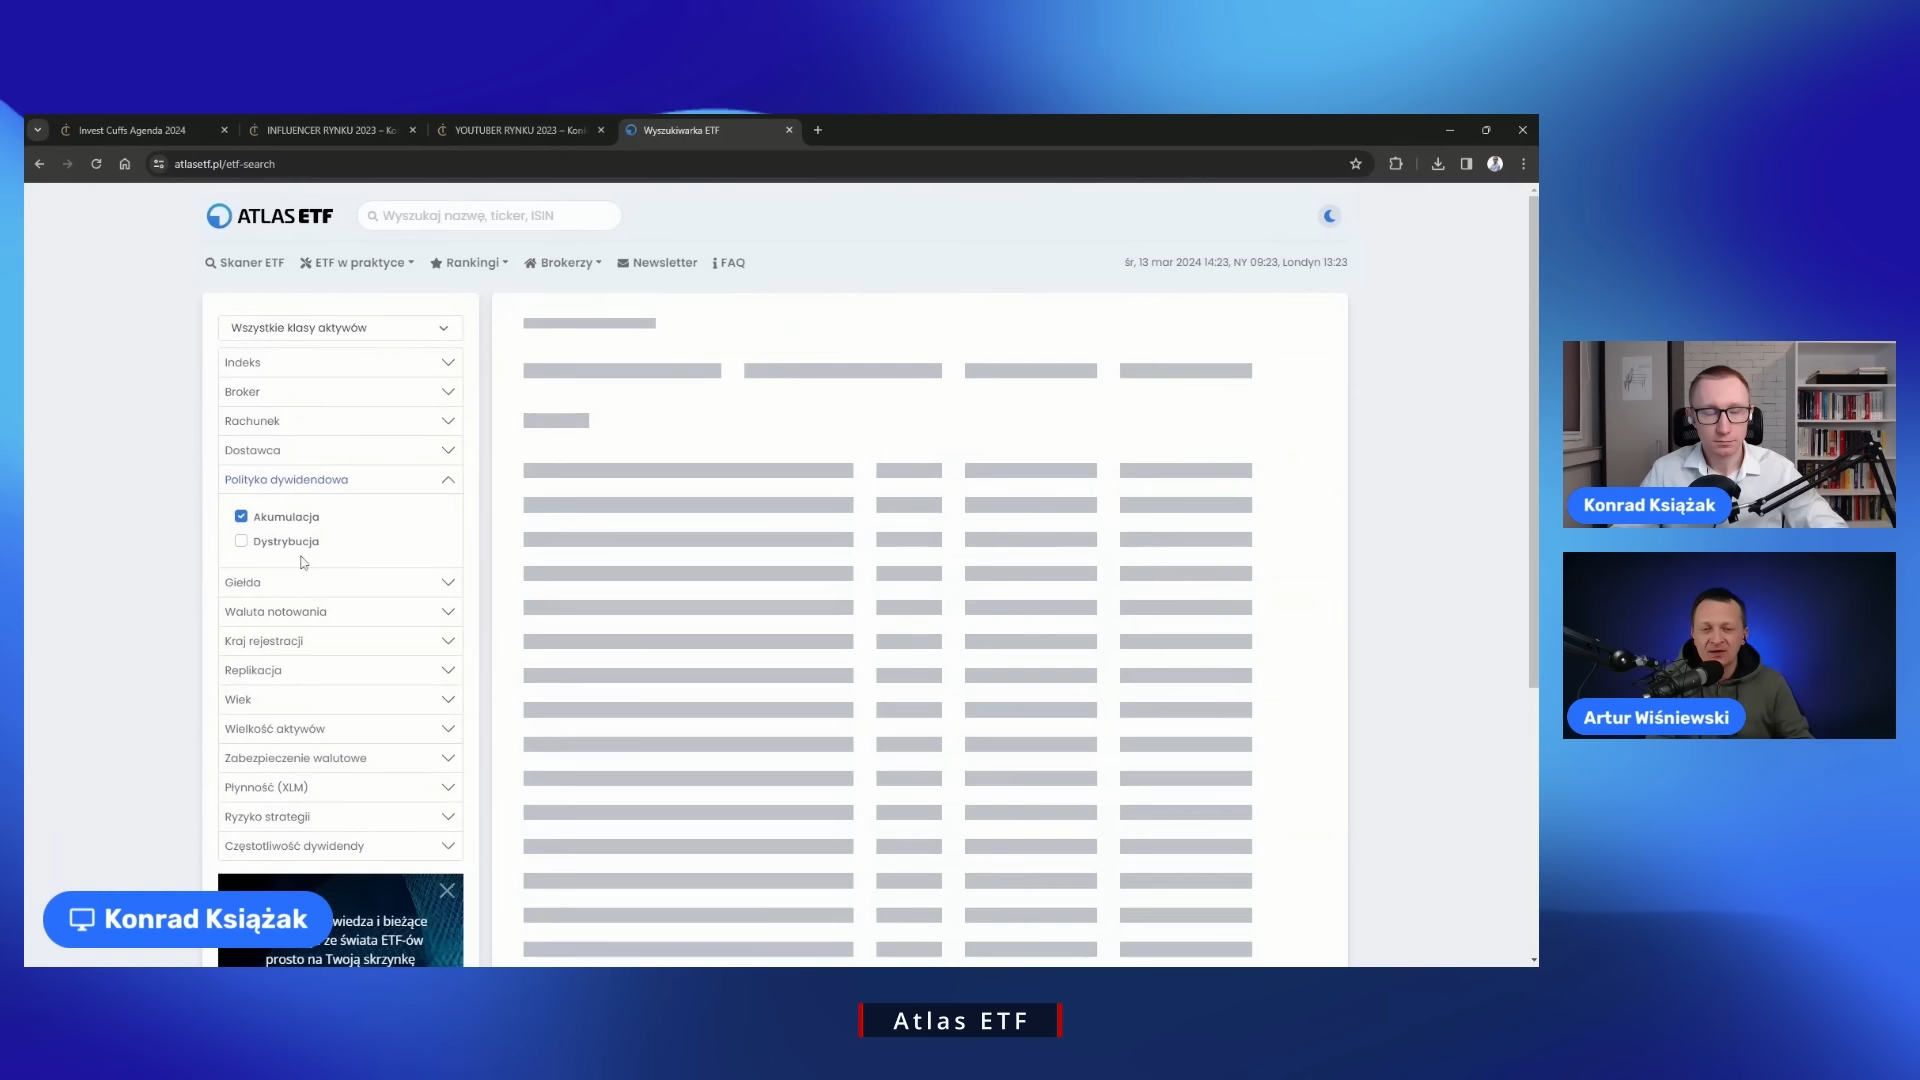 Invest Cuffs Agenda 2024
INFLUENCER RYNKU 2023 – Ko
YOUTUBER RYNKU 2023 – Kon
Wyszukiwarka ETF
atlasetf.pl/etf-search
ATLAS ETF
Wyszukaj nazwę, ticker, ISIN
Skaner ETF
ETF w praktyce
Rankingi
Brokerzy
Newsletter
FAQ
śr, 13 mar 2024 14:23, NY 09:23, Londyn 13:23
Wszystkie klasy aktywów
Indeks
Broker
Rachunek
Dostawca
Polityka dywidendowa
Akumulacja
Dystrybucja
Giełda
Waluta notowania
Kraj rejestracji
Replikacja
Wiek
Wielkość aktywów
Zabezpieczenie walutowe
Płynność (XLM)
Ryzyko strategii
Częstotliwość dywidendy
wiedza i bieżące
ze świata ETF-ów
prosto na Twoją skrzynkę
Konrad Książak
Konrad Książak
Artur Wiśniewski
Atlas ETF